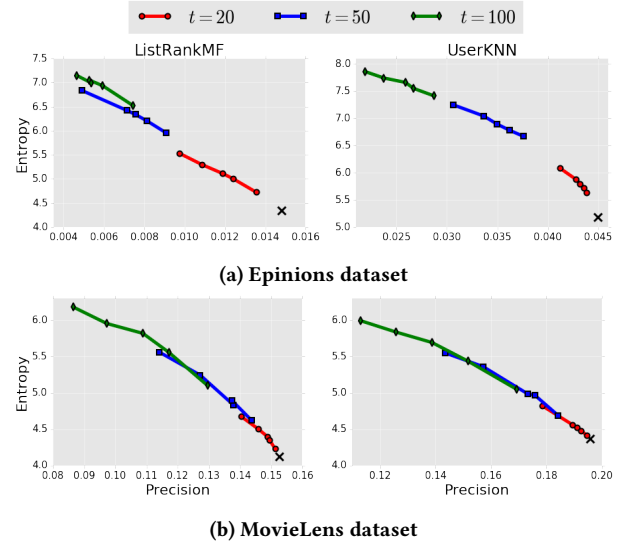 t = 20 t = 50 t = 100
ListRankMF UserKNN
7.5 8.0
7.0 7.5
6.5 7.0
6.0 6.5
5.5 6.0
5.0 5.5
4.5 5.0
4.0
Entropy
0.004 0.006 0.008 0.010 0.012 0.014 0.016 0.025 0.030 0.035 0.040 0.045
(a) Epinions dataset
6.0 6.0
5.5 5.5
5.0 5.0
4.5 4.5
4.0 4.0
Entropy
0.08 0.09 0.10 0.11 0.12 0.13 0.14 0.15 0.16 0.12 0.14 0.16 0.18 0.20
Precision Precision
(b) MovieLens dataset